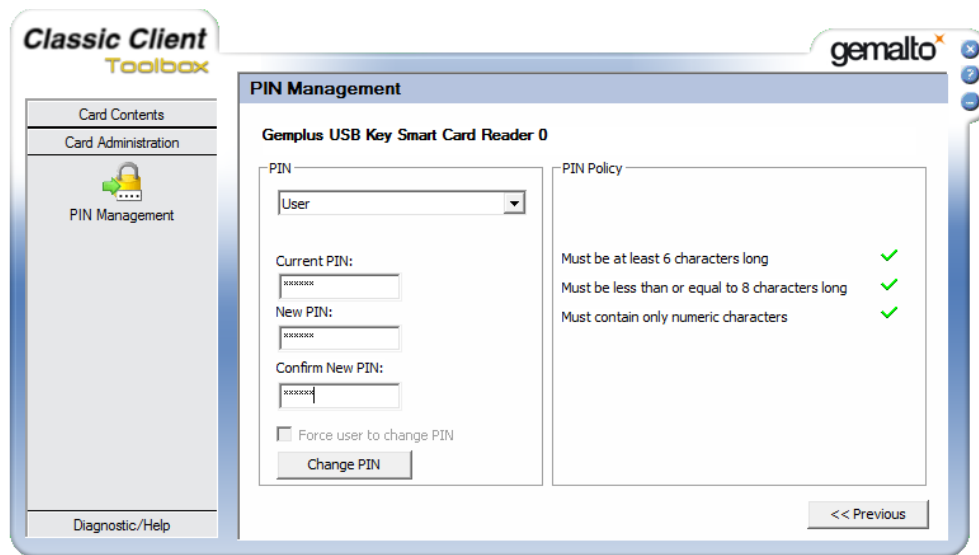 Classic Client
Toolbox
gemalto
PIN Management
Card Contents
Card Administration
PIN Management
Diagnostic/Help
Gemplus USB Key Smart Card Reader 0
PIN
User
Current PIN:
******
New PIN:
******
Confirm New PIN:
******
Force user to change PIN
Change PIN
PIN Policy
Must be at least 6 characters long
Must be less than or equal to 8 characters long
Must contain only numeric characters
<< Previous